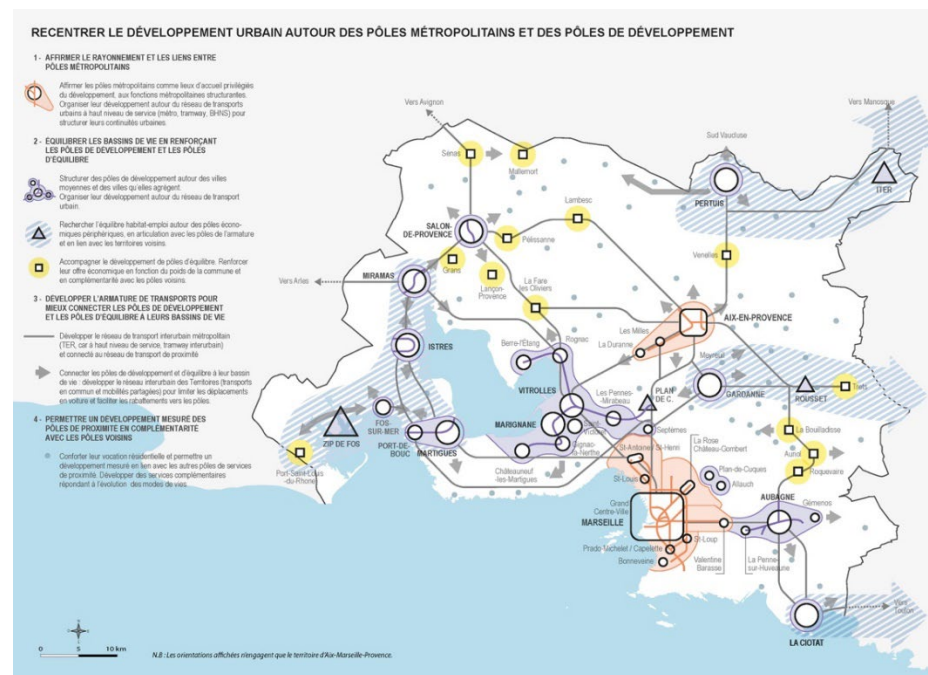 RECENTRER LE DÉVELOPPEMENT URBAIN AUTOUR DES PÔLES MÉTROPOLITAINS ET DES PÔLES DE DÉVELOPPEMENT
1 - AFFIRMER LE RAYONNEMENT ET LES LIENS ENTRE
PÔLES MÉTROPOLITAINS
Affirmer les pôles métropolitains comme lieux d'accueil privilégiés
du développement, aux fonctions métropolitaines structurantes.
Organiser leur développement autour du réseau de transports
urbains à haut niveau de service (métro, tramway, BHNS) pour
structurer leurs continuités urbaines.
2 - ÉQUILIBRER LES BASSINS DE VIE EN RENFORÇANT
LES PÔLES DE DÉVELOPPEMENT ET LES PÔLES
D'ÉQUILIBRE
Structurer des pôles de développement autour des villes
moyennes et des villes qu'elles agrègent.
Organiser leur développement autour du réseau de transport
urbain.
Rechercher l'équilibre habitat-emploi autour des pôles écono-
miques périphériques, en articulation avec les pôles de l'armature
et en lien avec les territoires voisins.
Accompagner le développement de pôles d'équilibre. Renforcer
leur offre économique en fonction du poids de la commune et
en complémentarité avec les pôles voisins.
3 - DÉVELOPPER L'ARMATURE DE TRANSPORTS POUR
MIEUX CONNECTER LES PÔLES DE DÉVELOPPEMENT
ET LES PÔLES D'ÉQUILIBRE À LEURS BASSINS DE VIE
Développer le réseau de transport interurbain métropolitain
(TER, car à haut niveau de service, tramway interurbain)
et connecté au réseau de transport de proximité
Connecter les pôles de développement et d'équilibre à leur bassin
de vie : développer le réseau interurbain des Territoires (transports
en commun et mobilités partagées) pour limiter les déplacements
en voiture et faciliter les rabattements vers les pôles.
4 - PERMETTRE UN DÉVELOPPEMENT MESURÉ DES
PÔLES DE PROXIMITÉ EN COMPLÉMENTARITÉ
AVEC LES PÔLES VOISINS
Conforter leur vocation résidentielle et permettre un
développement mesuré en lien avec les autres pôles de services
de proximité. Développer des services complémentaires
répondant à l'évolution des modes de vies.
Vers Avignon
Vers Manosque
Sud Vaucluse
Sénas
Mallemort
ITER
PERTUIS
Lambesc
SALON-
DE-PROVENCE
Pélissanne
Venelles
Grans
MIRAMAS
Vers Arles
Lançon-
Provence
La Fare
les Oliviers
AIX-EN-PROVENCE
Les Milles
La Duranne
ISTRES
Berre-l'Étang
Rognac
Meyreuil
VITROLLES
Les Pennes-
Mirabeau
PLAN
DE C.
GARDANNE
ROUSSET
Trets
FOS-
SUR-MER
MARIGNANE
Saint-
Victoret
Septèmes
La Bouilladisse
ZIP DE FOS
PORT-DE-
BOUC
MARTIGUES
Gignac-
la-Nerthe
St-Antoine
St-Henri
La Rose
Château-Gombert
Auriol
Port-Saint-Louis
-du-Rhone
Châteauneuf
-les-Martigues
St-Louis
Plan-de-Cuques
Roquevaire
Allauch
Grand
Centre-Ville
AUBAGNE
Gémenos
MARSEILLE
St-Loup
Prado-Michelet / Capelette
Bonneveine
Valentine
Barasse
La Penne-
sur-Huveaune
Vers
Toulon
LA CIOTAT
0 5 10 km
N.B : Les orientations affichées n'engagent que le territoire d'Aix-Marseille-Provence.